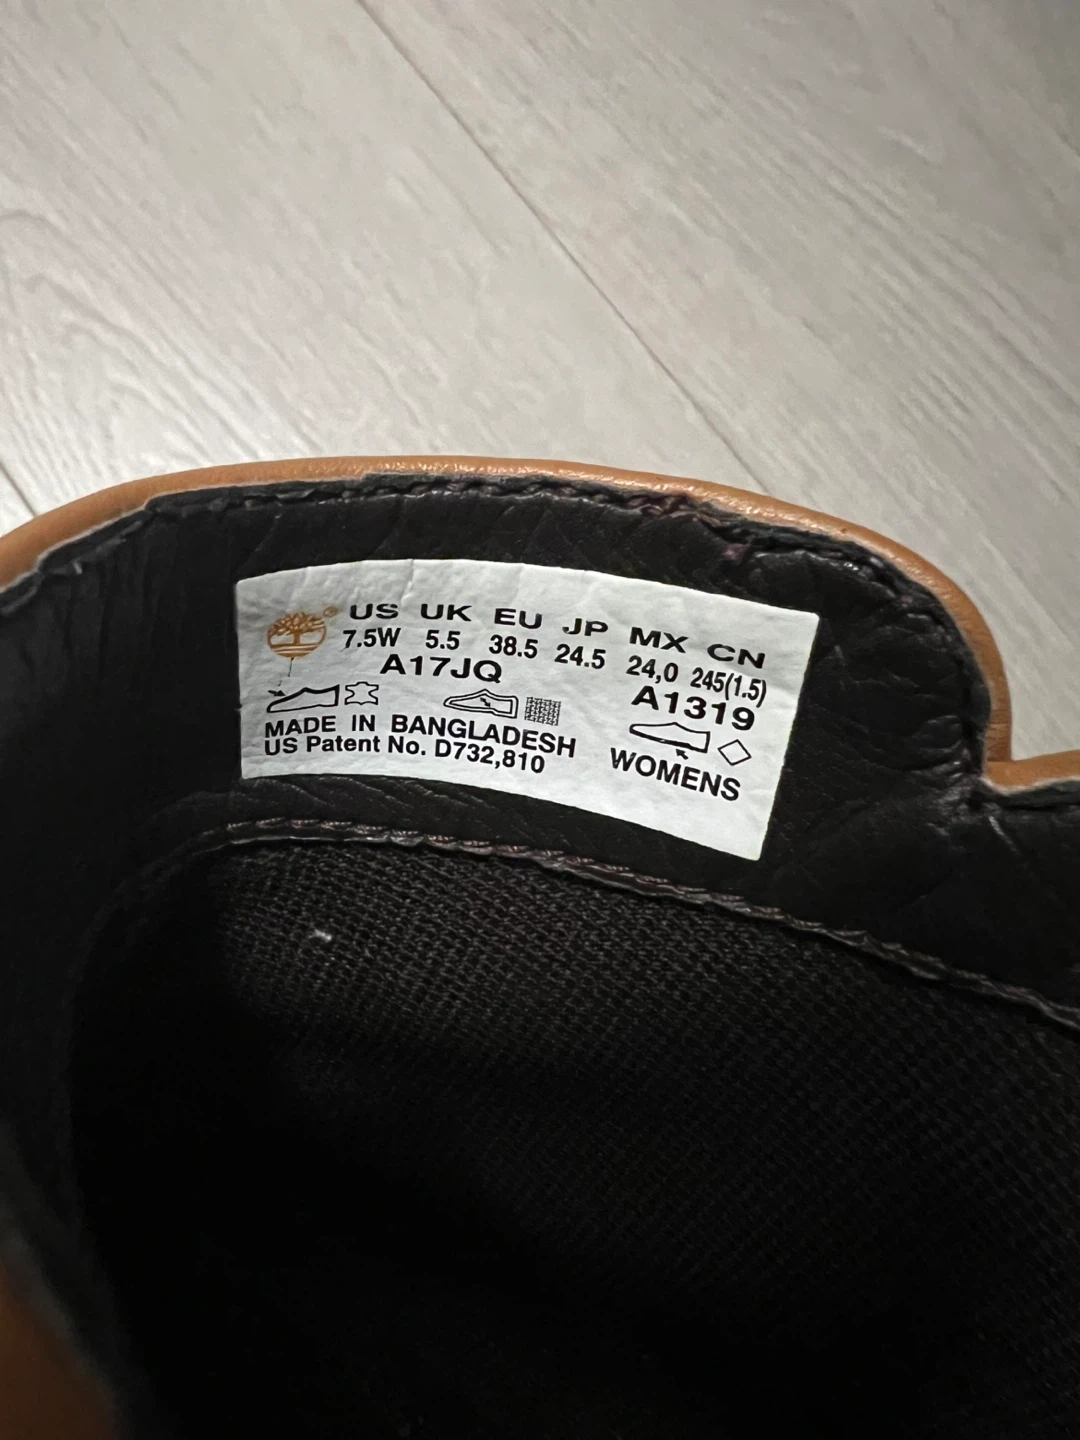 US UK EU JP MX CN
7.5W 5.5 38.5 24.5 24,0 245(1.5)
A17JQ A1319
MADE IN BANGLADESH
US Patent No. D732,810
WOMENS